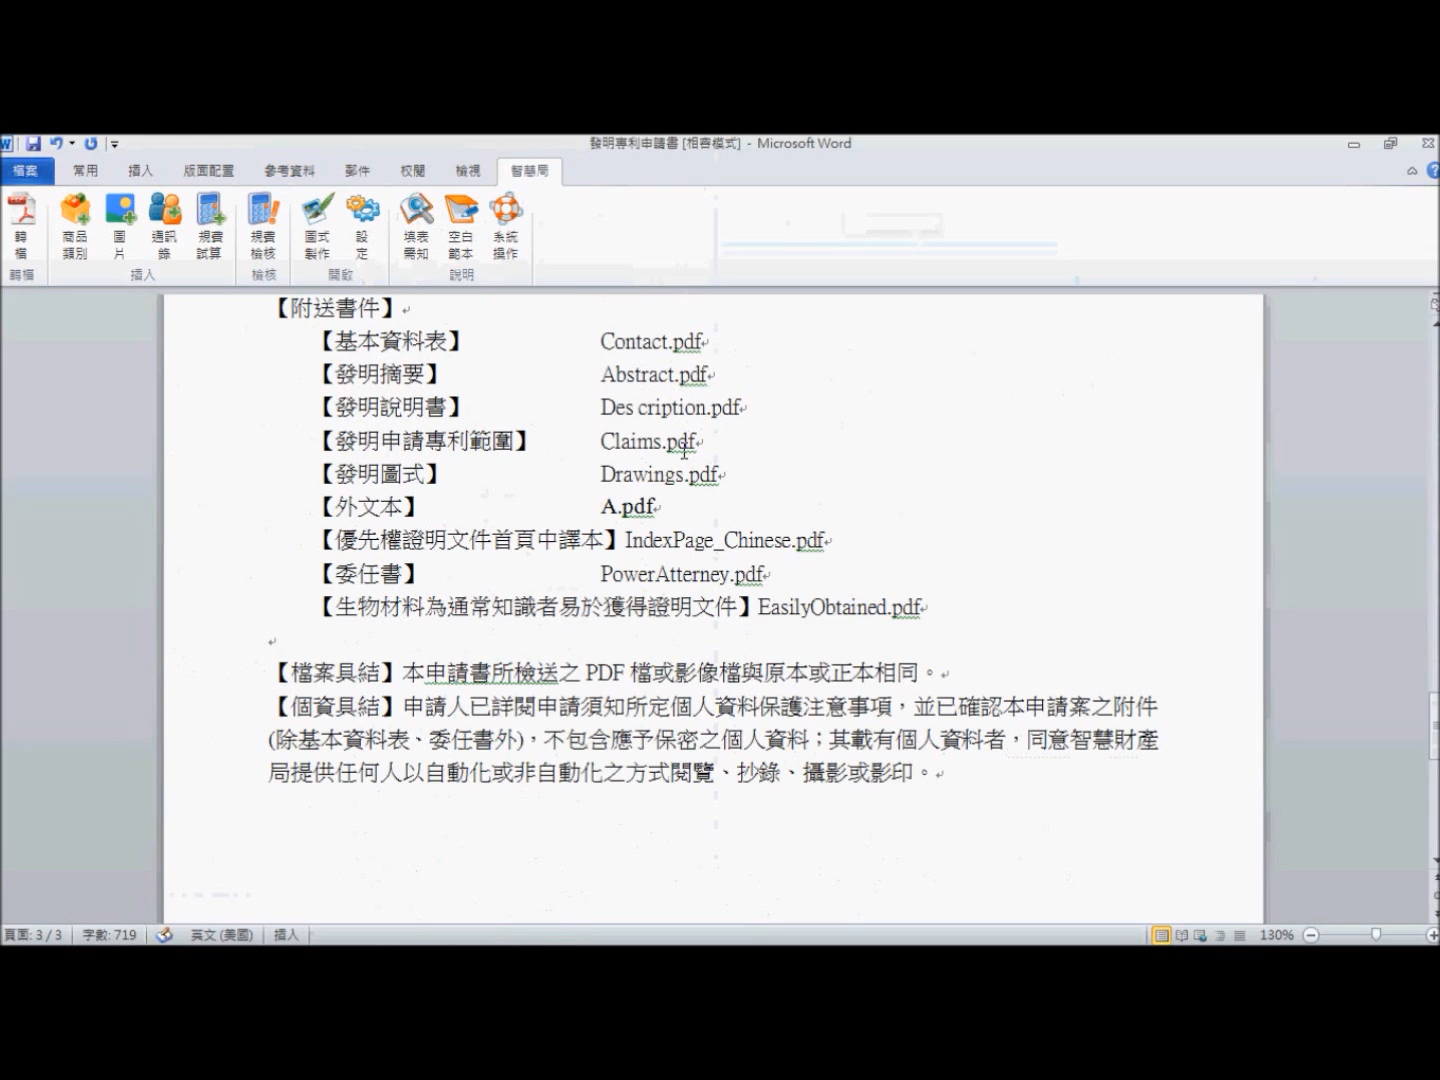 發明專利申請書 [相容模式] - Microsoft Word
檔案 常用 插入 版面配置 參考資料 郵件 校閱 檢視 智慧局
轉檔 商品類別 圖片 通訊錄 規費試算 規費檢核 圖式製作 設定 填表需知 空白範本 系統操作
轉檔 插入 檢核 開啟 說明
【附送書件】
【基本資料表】 Contact.pdf
【發明摘要】 Abstract.pdf
【發明說明書】 Des cription.pdf
【發明申請專利範圍】 Claims.pdf
【發明圖式】 Drawings.pdf
【外文本】 A.pdf
【優先權證明文件首頁中譯本】IndexPage_Chinese.pdf
【委任書】 PowerAtterney.pdf
【生物材料為通常知識者易於獲得證明文件】EasilyObtained.pdf
【檔案具結】本申請書所檢送之 PDF 檔或影像檔與原本或正本相同。
【個資具結】申請人已詳閱申請須知所定個人資料保護注意事項，並已確認本申請案之附件
(除基本資料表、委任書外)，不包含應予保密之個人資料；其載有個人資料者，同意智慧財產
局提供任何人以自動化或非自動化之方式閱覽、抄錄、攝影或影印。
頁面: 3 / 3 字數: 719 英文 (美國) 插入 130%